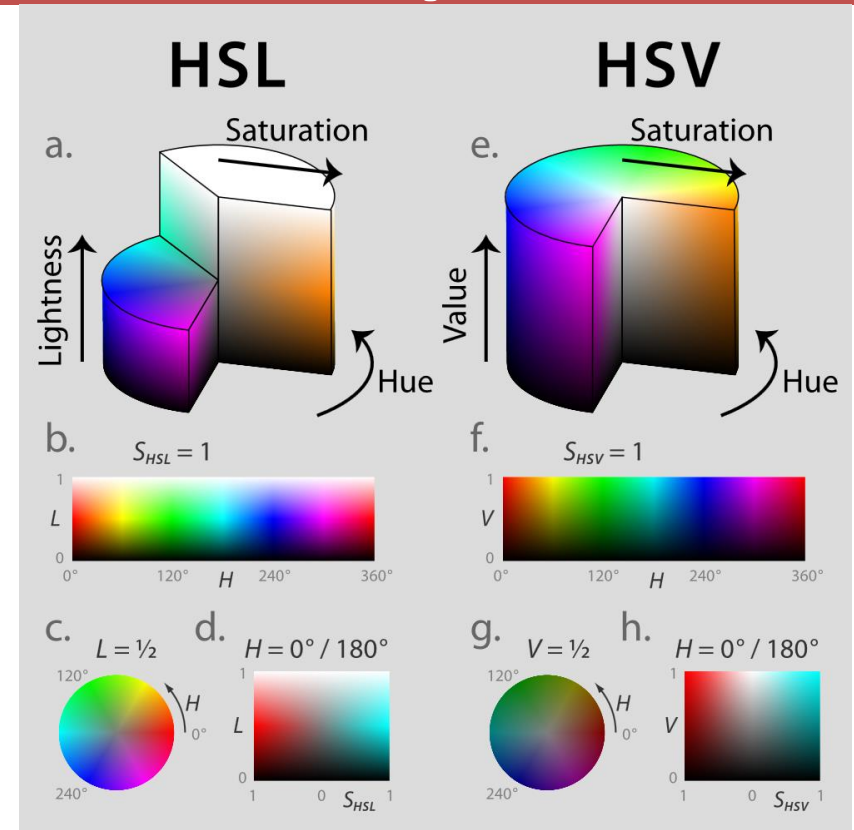 HSL
HSV
a.
Saturation
Lightness
Hue
e.
Saturation
Value
Hue
b.
S_HSL = 1
1
L
0
0°
120°
H
240°
360°
f.
S_HSV = 1
1
V
0
0°
120°
H
240°
360°
c.
L = ½
120°
H
0°
240°
d.
H = 0° / 180°
1
L
0
1
0
S_HSL
1
g.
V = ½
120°
H
0°
240°
h.
H = 0° / 180°
1
V
0
1
0
S_HSV
1